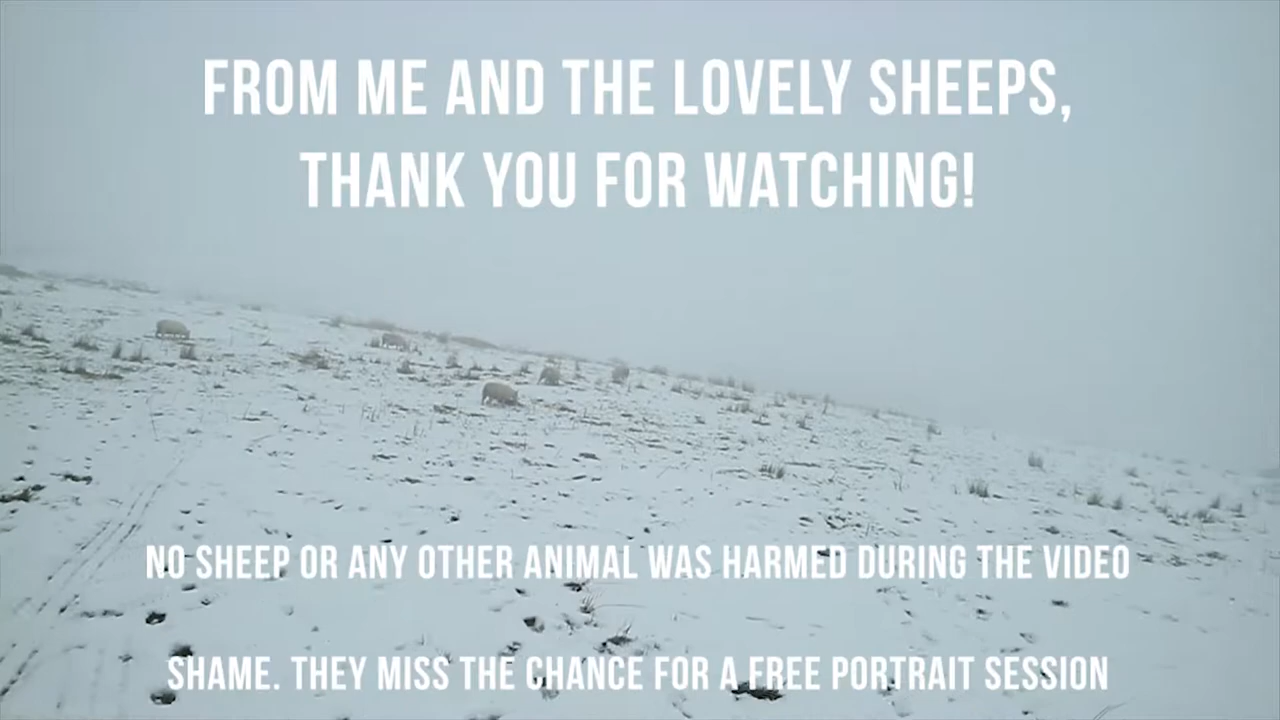 FROM ME AND THE LOVELY SHEEPS,
THANK YOU FOR WATCHING!
NO SHEEP OR ANY OTHER ANIMAL WAS HARMED DURING THE VIDEO
SHAME. THEY MISS THE CHANCE FOR A FREE PORTRAIT SESSION